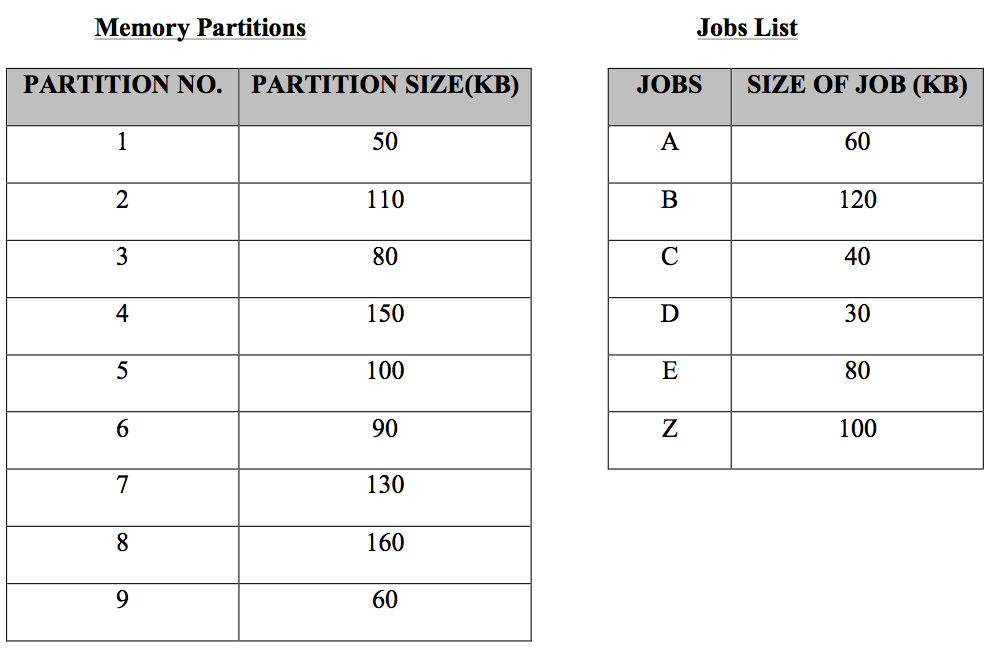 Memory Partitions
Jobs List
PARTITION NO. PARTITION SIZE(KB)
1 50
2 110
3 80
4 150
5 100
6 90
7 130
8 160
9 60
JOBS SIZE OF JOB (KB)
A 60
B 120
C 40
D 30
E 80
Z 100